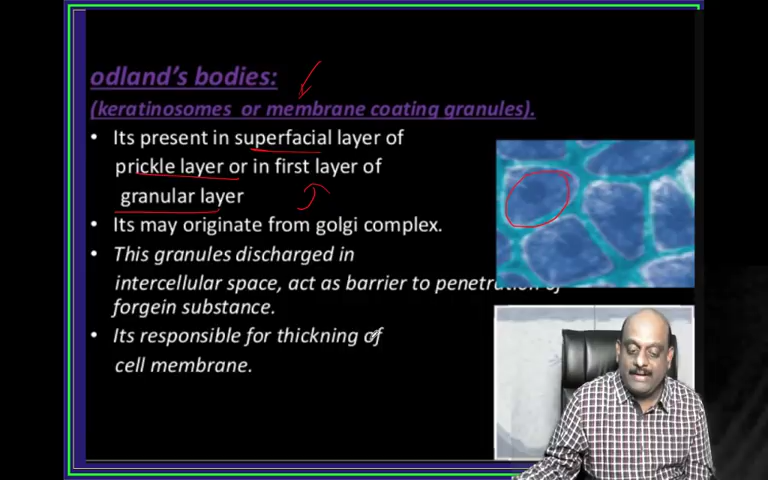 odland's bodies:
(keratinosomes or membrane coating granules).
• Its present in superfacial layer of
prickle layer or in first layer of
granular layer
• Its may originate from golgi complex.
• This granules discharged in
intercellular space, act as barrier to penetration of
forgein substance.
• Its responsible for thickning of
cell membrane.